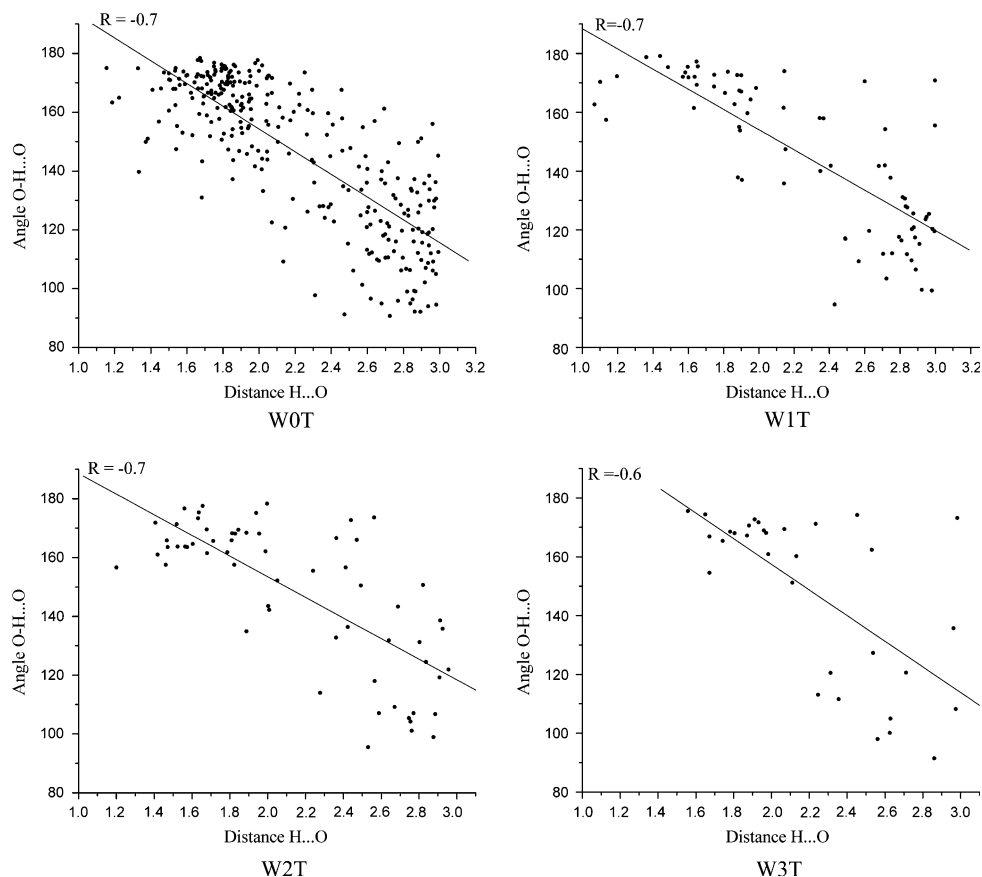 R = -0.7
Angle O-H...O
180
160
140
120
100
80
1.0 1.2 1.4 1.6 1.8 2.0 2.2 2.4 2.6 2.8 3.0 3.2
Distance H...O
W0T
R=-0.7
Angle O-H...O
180
160
140
120
100
80
1.0 1.2 1.4 1.6 1.8 2.0 2.2 2.4 2.6 2.8 3.0 3.2
Distance H...O
W1T
R = -0.7
Angle O-H...O
180
160
140
120
100
80
1.0 1.2 1.4 1.6 1.8 2.0 2.2 2.4 2.6 2.8 3.0
Distance H...O
W2T
R =-0.6
Angle O-H...O
180
160
140
120
100
80
1.0 1.2 1.4 1.6 1.8 2.0 2.2 2.4 2.6 2.8 3.0
Distance H...O
W3T